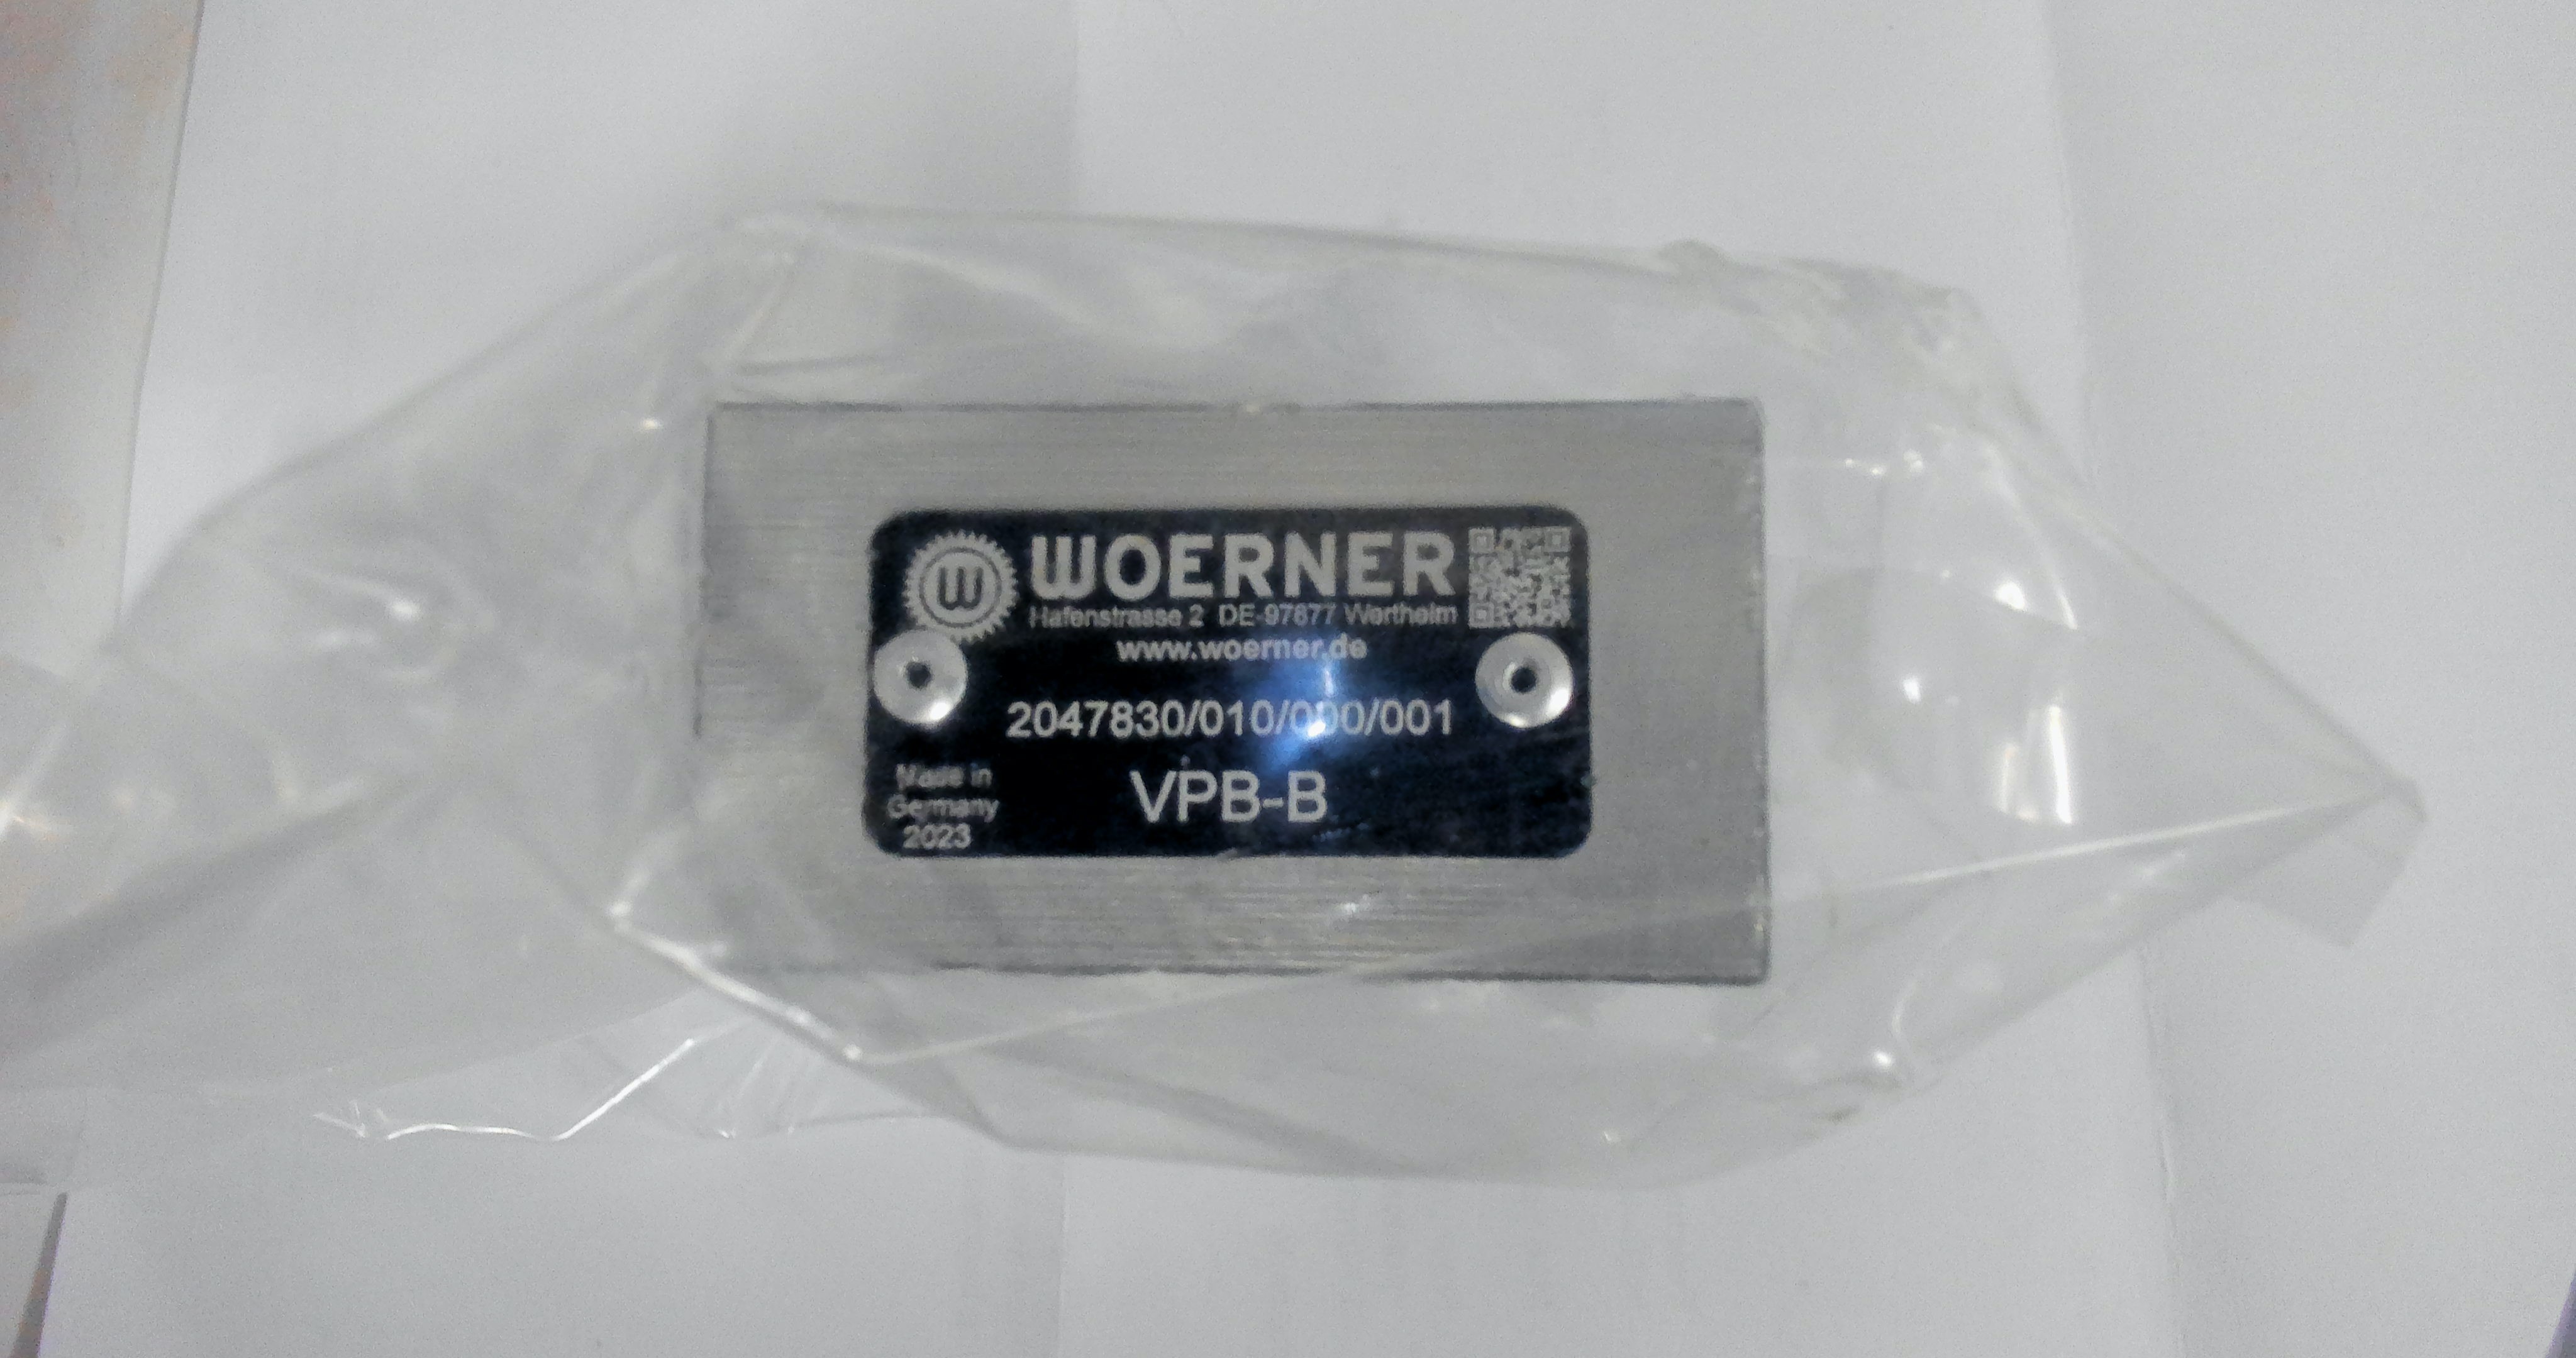 W WOERNER
Hafenstrasse 2 DE-97877 Wertheim
www.woerner.de
2047830/010/000/001
VPB-B
Made in
Germany
2023